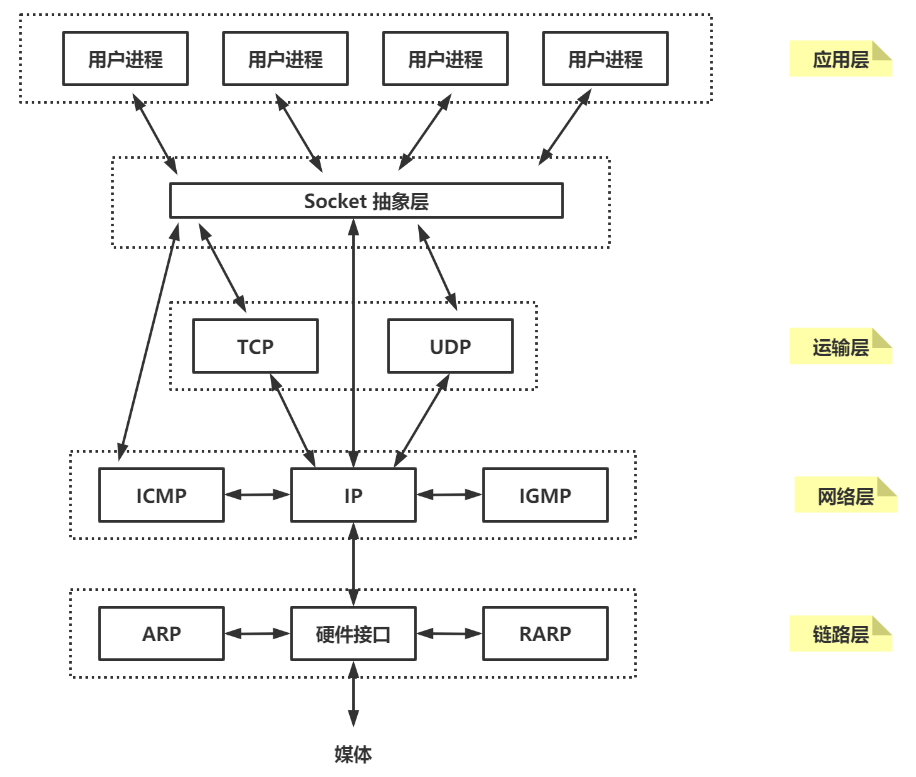 用户进程 用户进程 用户进程 用户进程 应用层
Socket 抽象层
TCP UDP 运输层
ICMP IP IGMP 网络层
ARP 硬件接口 RARP 链路层
媒体